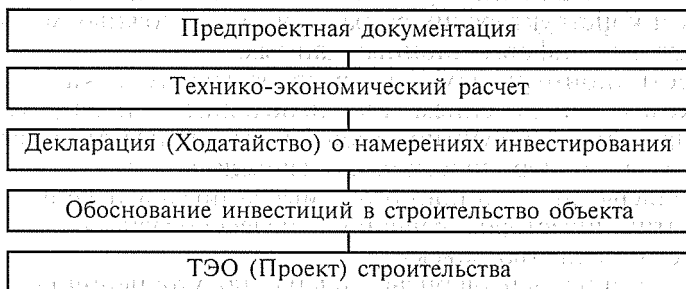 Предпроектная документация
Технико-экономический расчет
Декларация (Ходатайство) о намерениях инвестирования
Обоснование инвестиций в строительство объекта
ТЭО (Проект) строительства